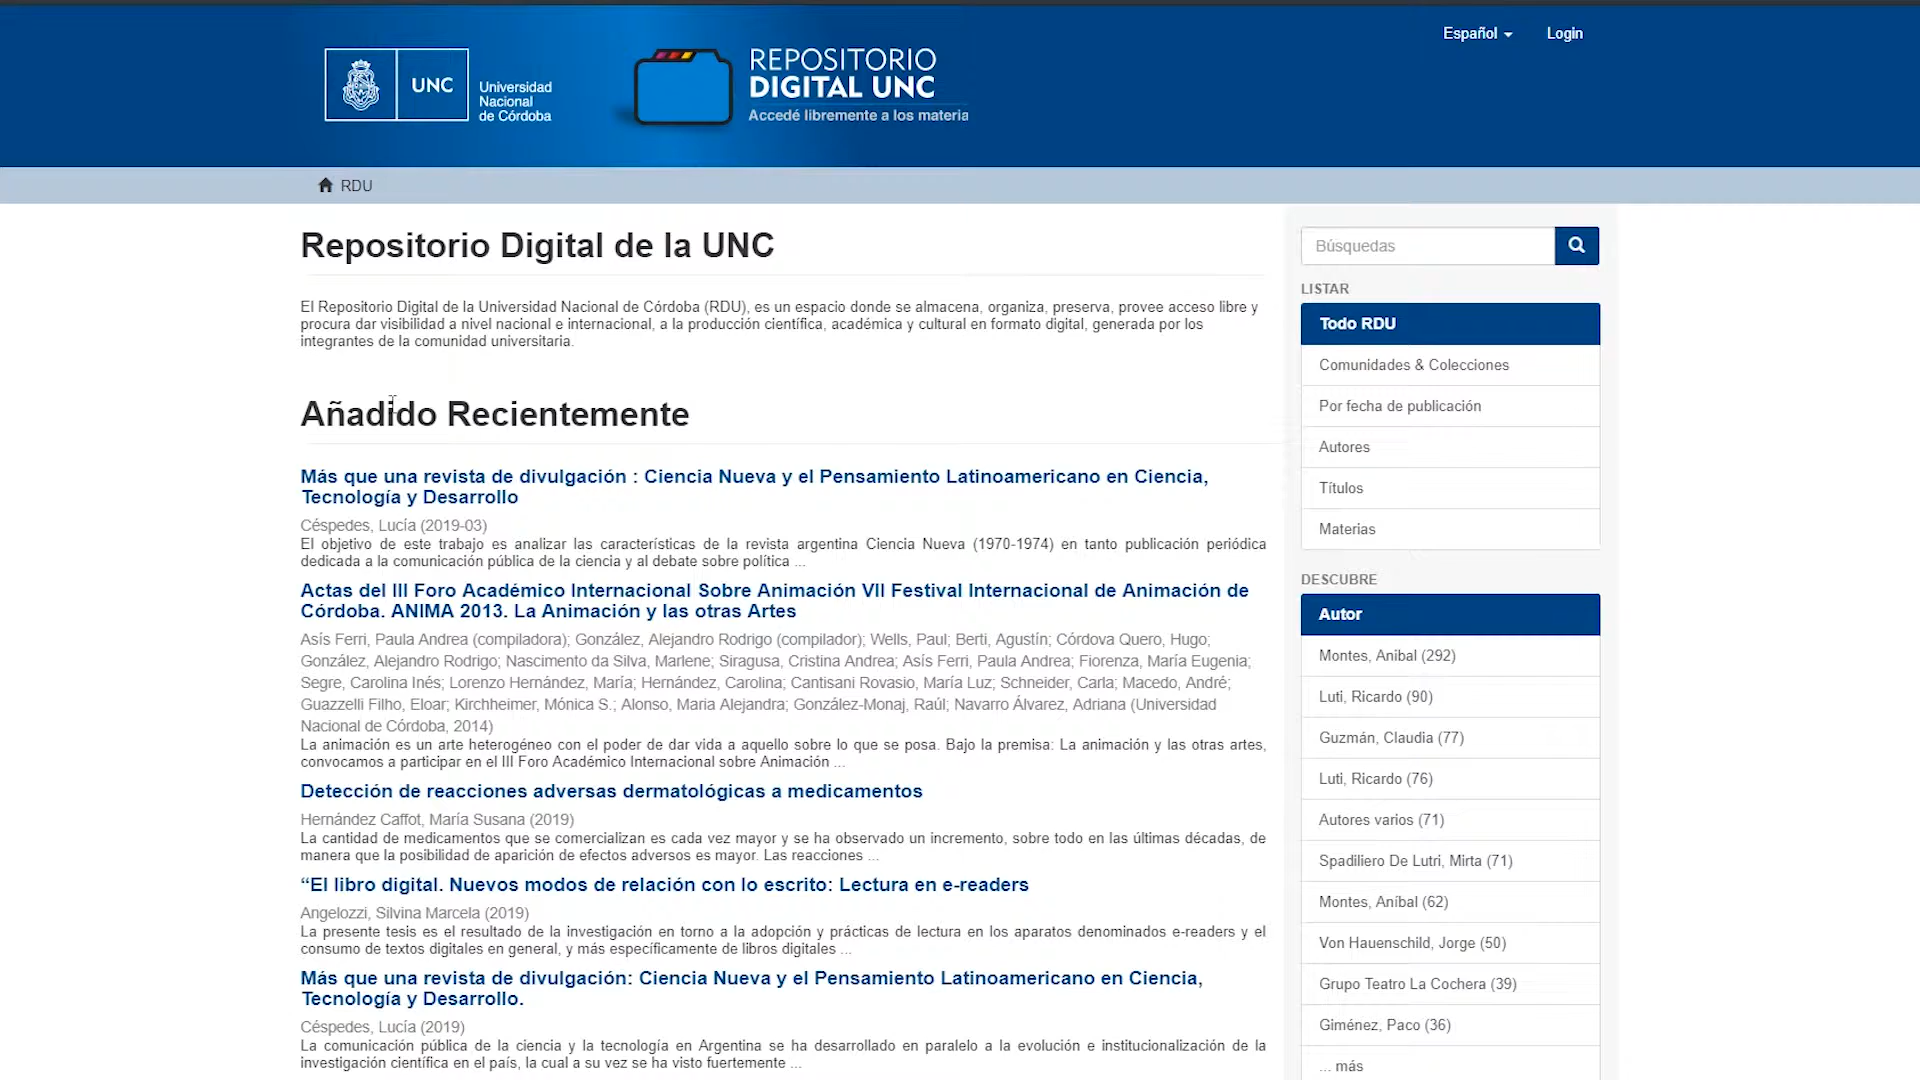 Español
Login
UNC
Universidad
Nacional
de Córdoba
REPOSITORIO
DIGITAL UNC
Accedé libremente a los materia
RDU
Repositorio Digital de la UNC
El Repositorio Digital de la Universidad Nacional de Córdoba (RDU), es un espacio donde se almacena, organiza, preserva, provee acceso libre y
procura dar visibilidad a nivel nacional e internacional, a la producción científica, académica y cultural en formato digital, generada por los
integrantes de la comunidad universitaria.
Añadido Recientemente
Más que una revista de divulgación : Ciencia Nueva y el Pensamiento Latinoamericano en Ciencia,
Tecnología y Desarrollo
Céspedes, Lucía (2019-03)
El objetivo de este trabajo es analizar las características de la revista argentina Ciencia Nueva (1970-1974) en tanto publicación periódica
dedicada a la comunicación pública de la ciencia y al debate sobre política ...
Actas del III Foro Académico Internacional Sobre Animación VII Festival Internacional de Animación de
Córdoba. ANIMA 2013. La Animación y las otras Artes
Asís Ferri, Paula Andrea (compiladora); González, Alejandro Rodrigo (compilador); Wells, Paul; Berti, Agustín; Córdova Quero, Hugo;
González, Alejandro Rodrigo; Nascimento da Silva, Marlene; Siragusa, Cristina Andrea; Asís Ferri, Paula Andrea; Fiorenza, María Eugenia;
Segre, Carolina Inés; Lorenzo Hernández, María; Hernández, Carolina; Cantisani Rovasio, María Luz; Schneider, Carla; Macedo, André;
Guazzelli Filho, Eloar; Kirchheimer, Mónica S.; Alonso, Maria Alejandra; González-Monaj, Raúl; Navarro Álvarez, Adriana (Universidad
Nacional de Córdoba, 2014)
La animación es un arte heterogéneo con el poder de dar vida a aquello sobre lo que se posa. Bajo la premisa: La animación y las otras artes,
convocamos a participar en el III Foro Académico Internacional sobre Animación ...
Detección de reacciones adversas dermatológicas a medicamentos
Hernández Caffot, María Susana (2019)
La cantidad de medicamentos que se comercializan es cada vez mayor y se ha observado un incremento, sobre todo en las últimas décadas, de
manera que la posibilidad de aparición de efectos adversos es mayor. Las reacciones ...
“El libro digital. Nuevos modos de relación con lo escrito: Lectura en e-readers
Angelozzi, Silvina Marcela (2019)
La presente tesis es el resultado de la investigación en torno a la adopción y prácticas de lectura en los aparatos denominados e-readers y el
consumo de textos digitales en general, y más específicamente de libros digitales ...
Más que una revista de divulgación: Ciencia Nueva y el Pensamiento Latinoamericano en Ciencia,
Tecnología y Desarrollo.
Céspedes, Lucía (2019)
La comunicación pública de la ciencia y la tecnología en Argentina se ha desarrollado en paralelo a la evolución e institucionalización de la
investigación científica en el país, la cual a su vez se ha visto fuertemente ...
Búsquedas
LISTAR
Todo RDU
Comunidades & Colecciones
Por fecha de publicación
Autores
Títulos
Materias
DESCUBRE
Autor
Montes, Anibal (292)
Luti, Ricardo (90)
Guzmán, Claudia (77)
Luti, Ricardo (76)
Autores varios (71)
Spadiliero De Lutri, Mirta (71)
Montes, Aníbal (62)
Von Hauenschild, Jorge (50)
Grupo Teatro La Cochera (39)
Giménez, Paco (36)
... más